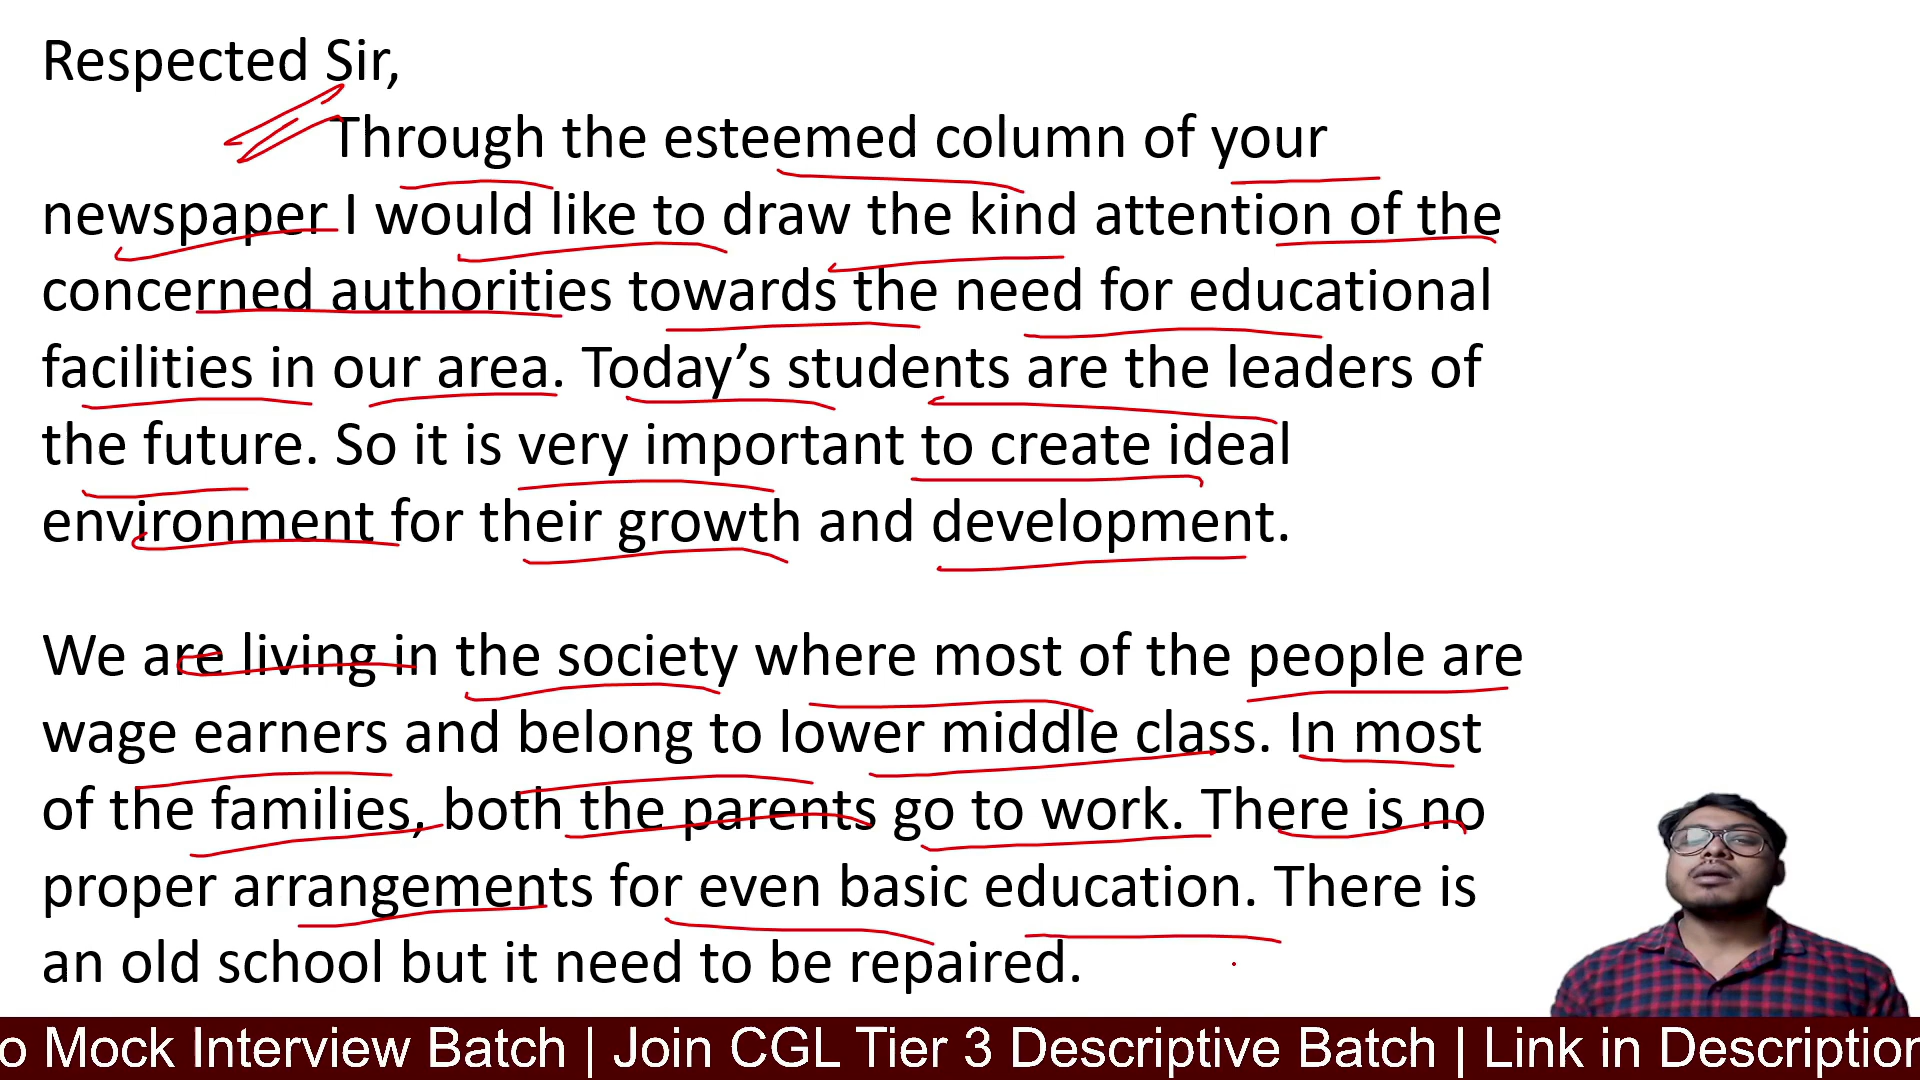 Respected Sir,
Through the esteemed column of your
newspaper I would like to draw the kind attention of the
concerned authorities towards the need for educational
facilities in our area. Today’s students are the leaders of
the future. So it is very important to create ideal
environment for their growth and development.
We are living in the society where most of the people are
wage earners and belong to lower middle class. In most
of the families, both the parents go to work. There is no
proper arrangements for even basic education. There is
an old school but it need to be repaired.
o Mock Interview Batch | Join CGL Tier 3 Descriptive Batch | Link in Description